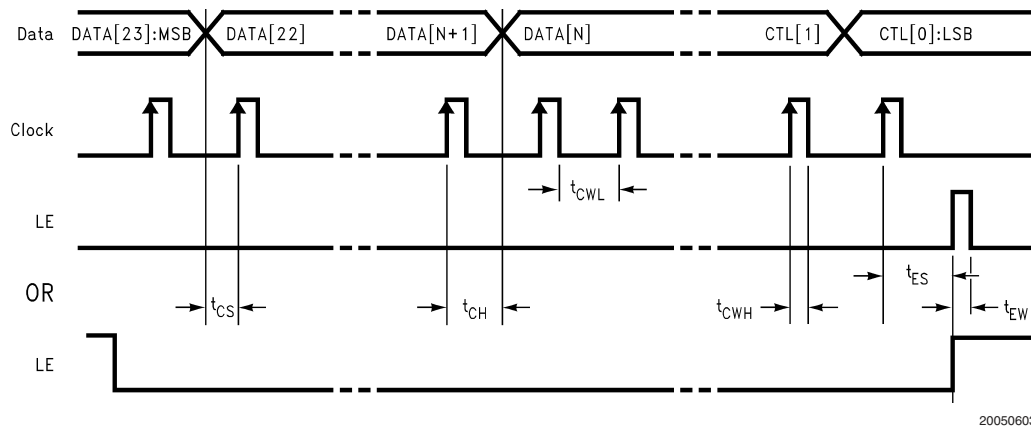 Data DATA[23]:MSB DATA[22] DATA[N+1] DATA[N] CTL[1] CTL[0]:LSB
Clock
tCWL
LE
tES
OR
tCS tCH tCWH tEW
LE
20050603